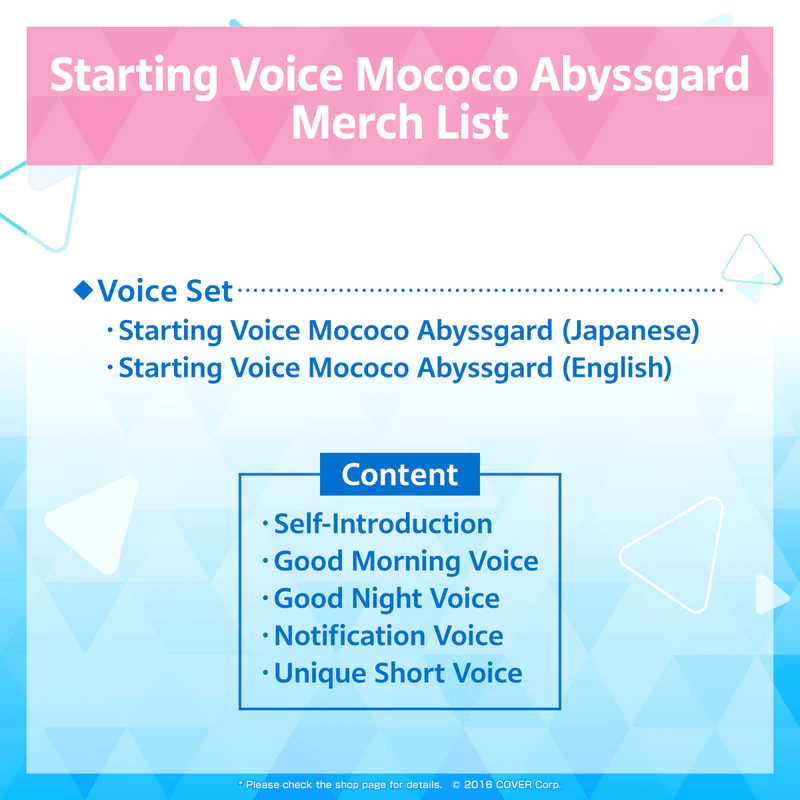 Starting Voice Mococo Abyssgard
Merch List
◆Voice Set
・Starting Voice Mococo Abyssgard (Japanese)
・Starting Voice Mococo Abyssgard (English)
Content
・Self-Introduction
・Good Morning Voice
・Good Night Voice
・Notification Voice
・Unique Short Voice
* Please check the shop page for details. © 2016 COVER Corp.